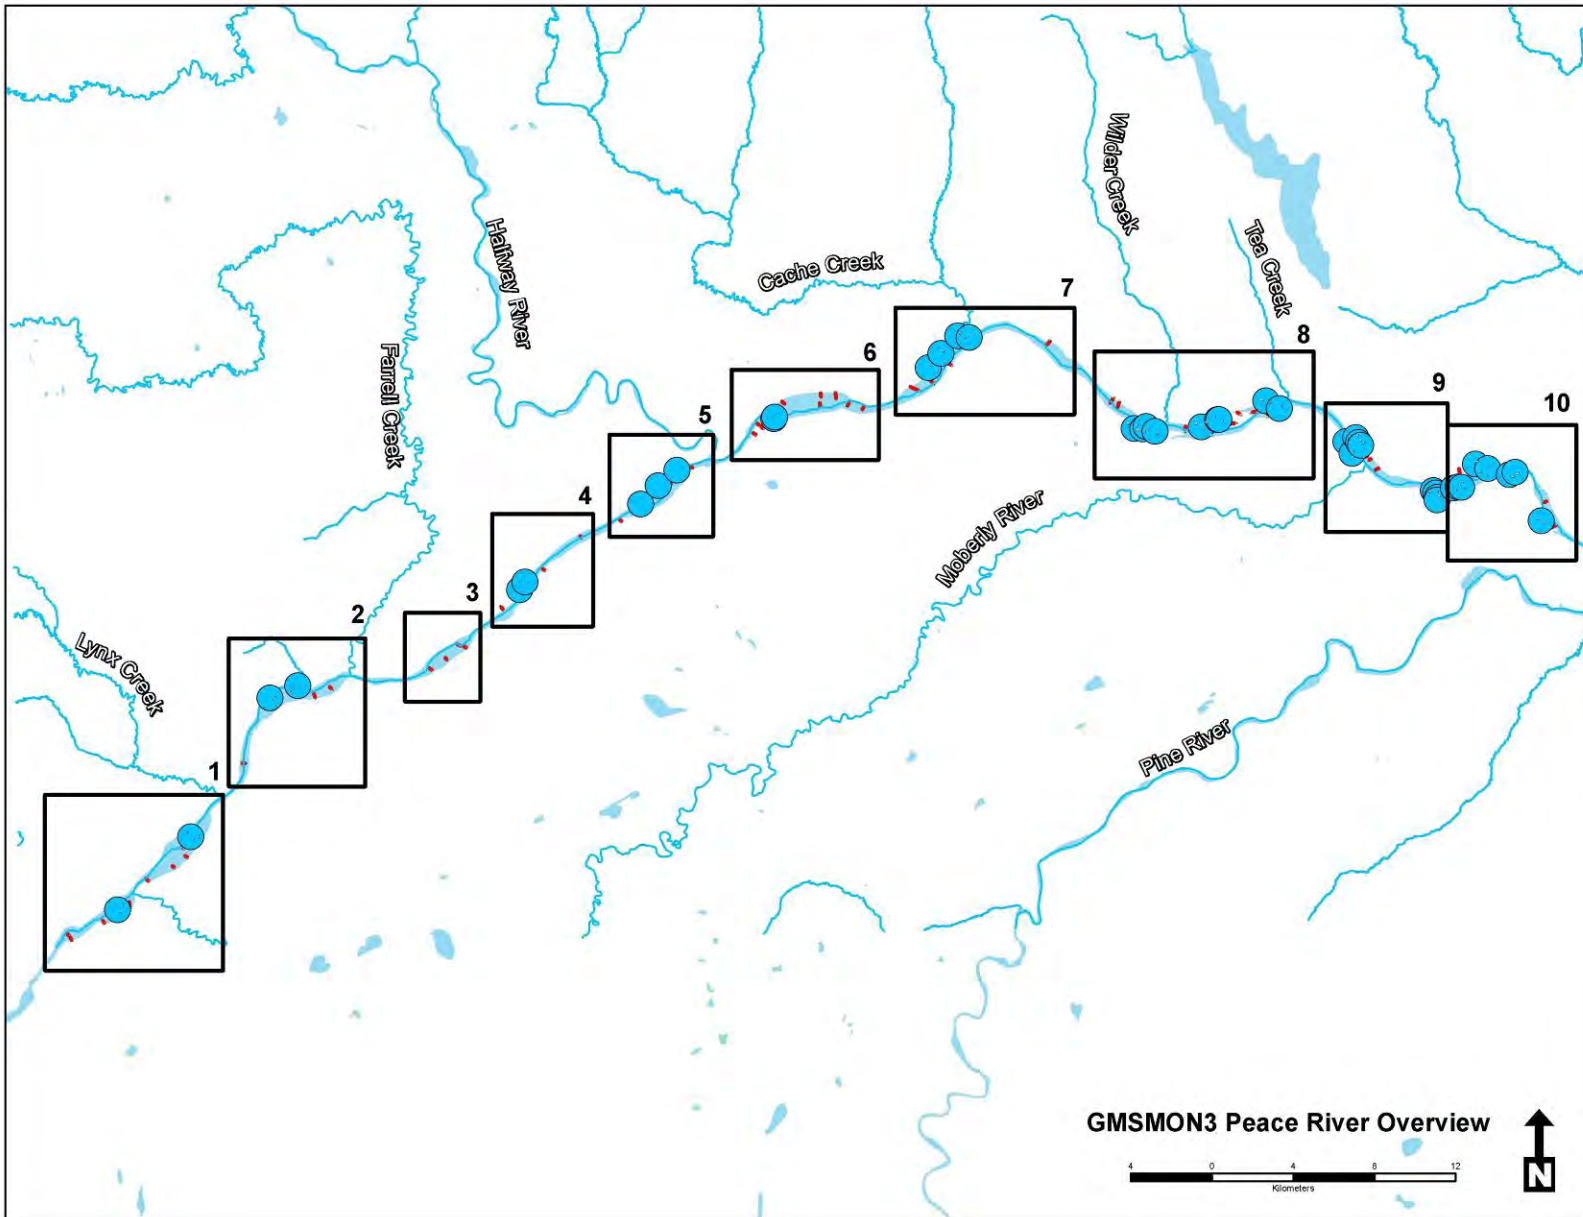 Wilder Creek
Halfway River
Tea Creek
Cache Creek
7
8
6
Farrell Creek
9
10
5
4
Moberly River
3
2
Lynx Creek
Pine River
1
GMSMON3 Peace River Overview
4 0 4 8 12
Kilometers
N